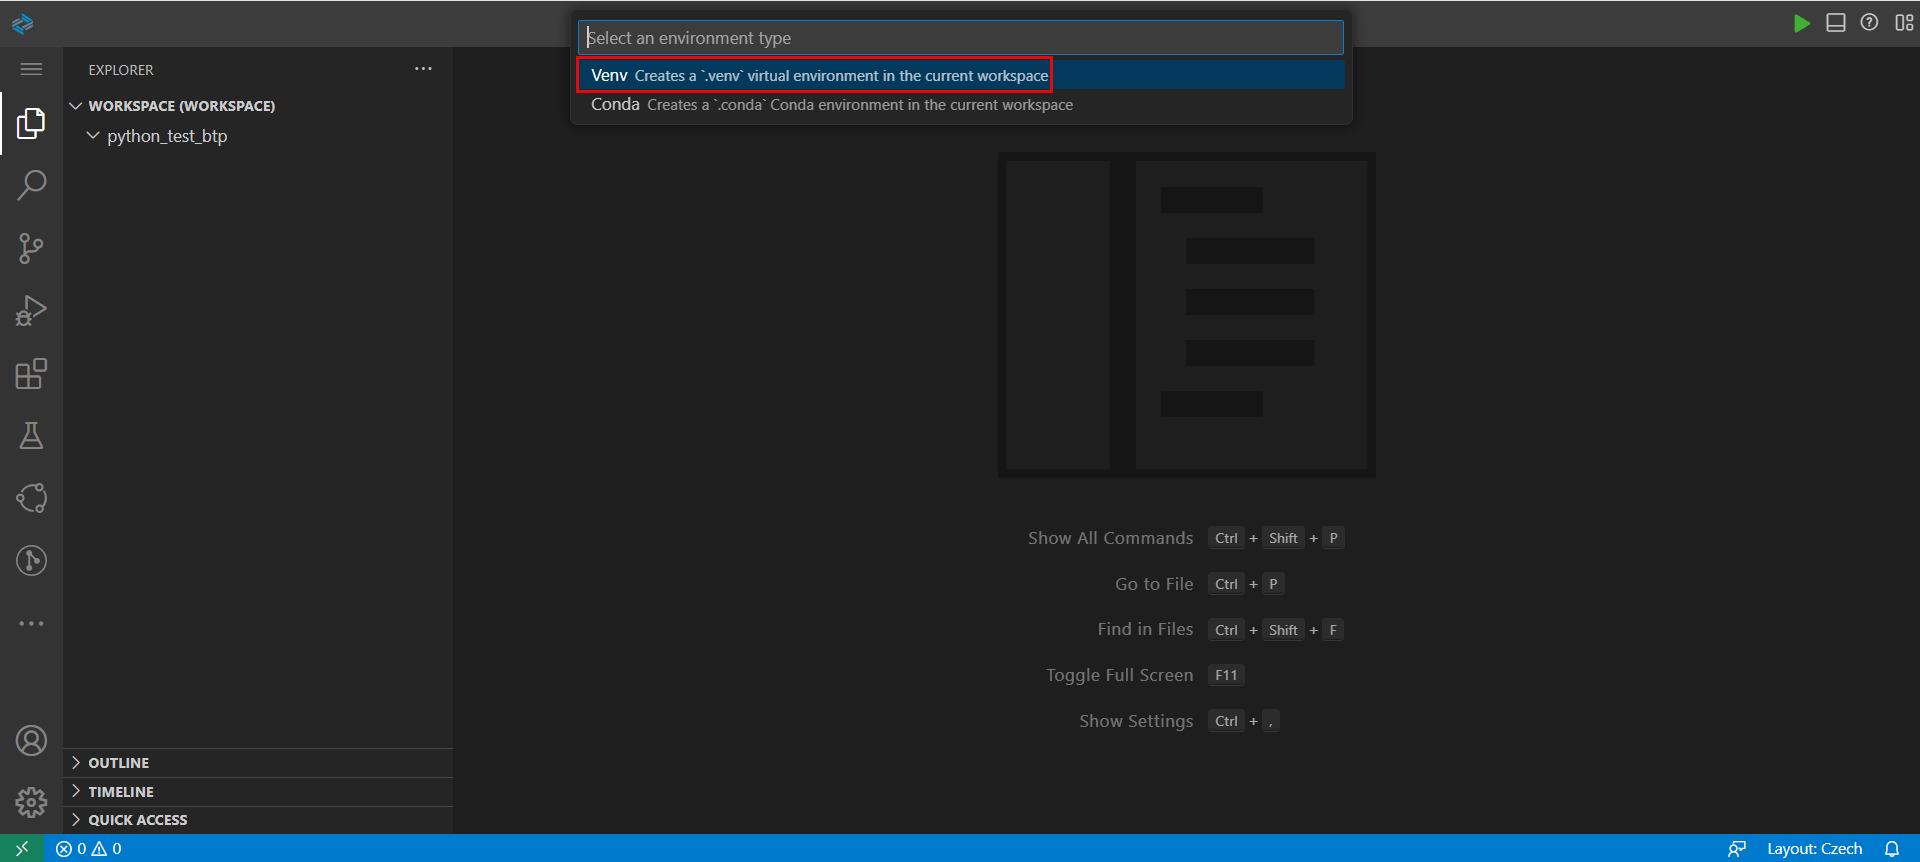 Select an environment type
Venv Creates a `.venv` virtual environment in the current workspace
Conda Creates a `.conda` Conda environment in the current workspace
EXPLORER
WORKSPACE (WORKSPACE)
python_test_btp
Show All Commands Ctrl + Shift + P
Go to File Ctrl + P
Find in Files Ctrl + Shift + F
Toggle Full Screen F11
Show Settings Ctrl + ,
OUTLINE
TIMELINE
QUICK ACCESS
0 0
Layout: Czech